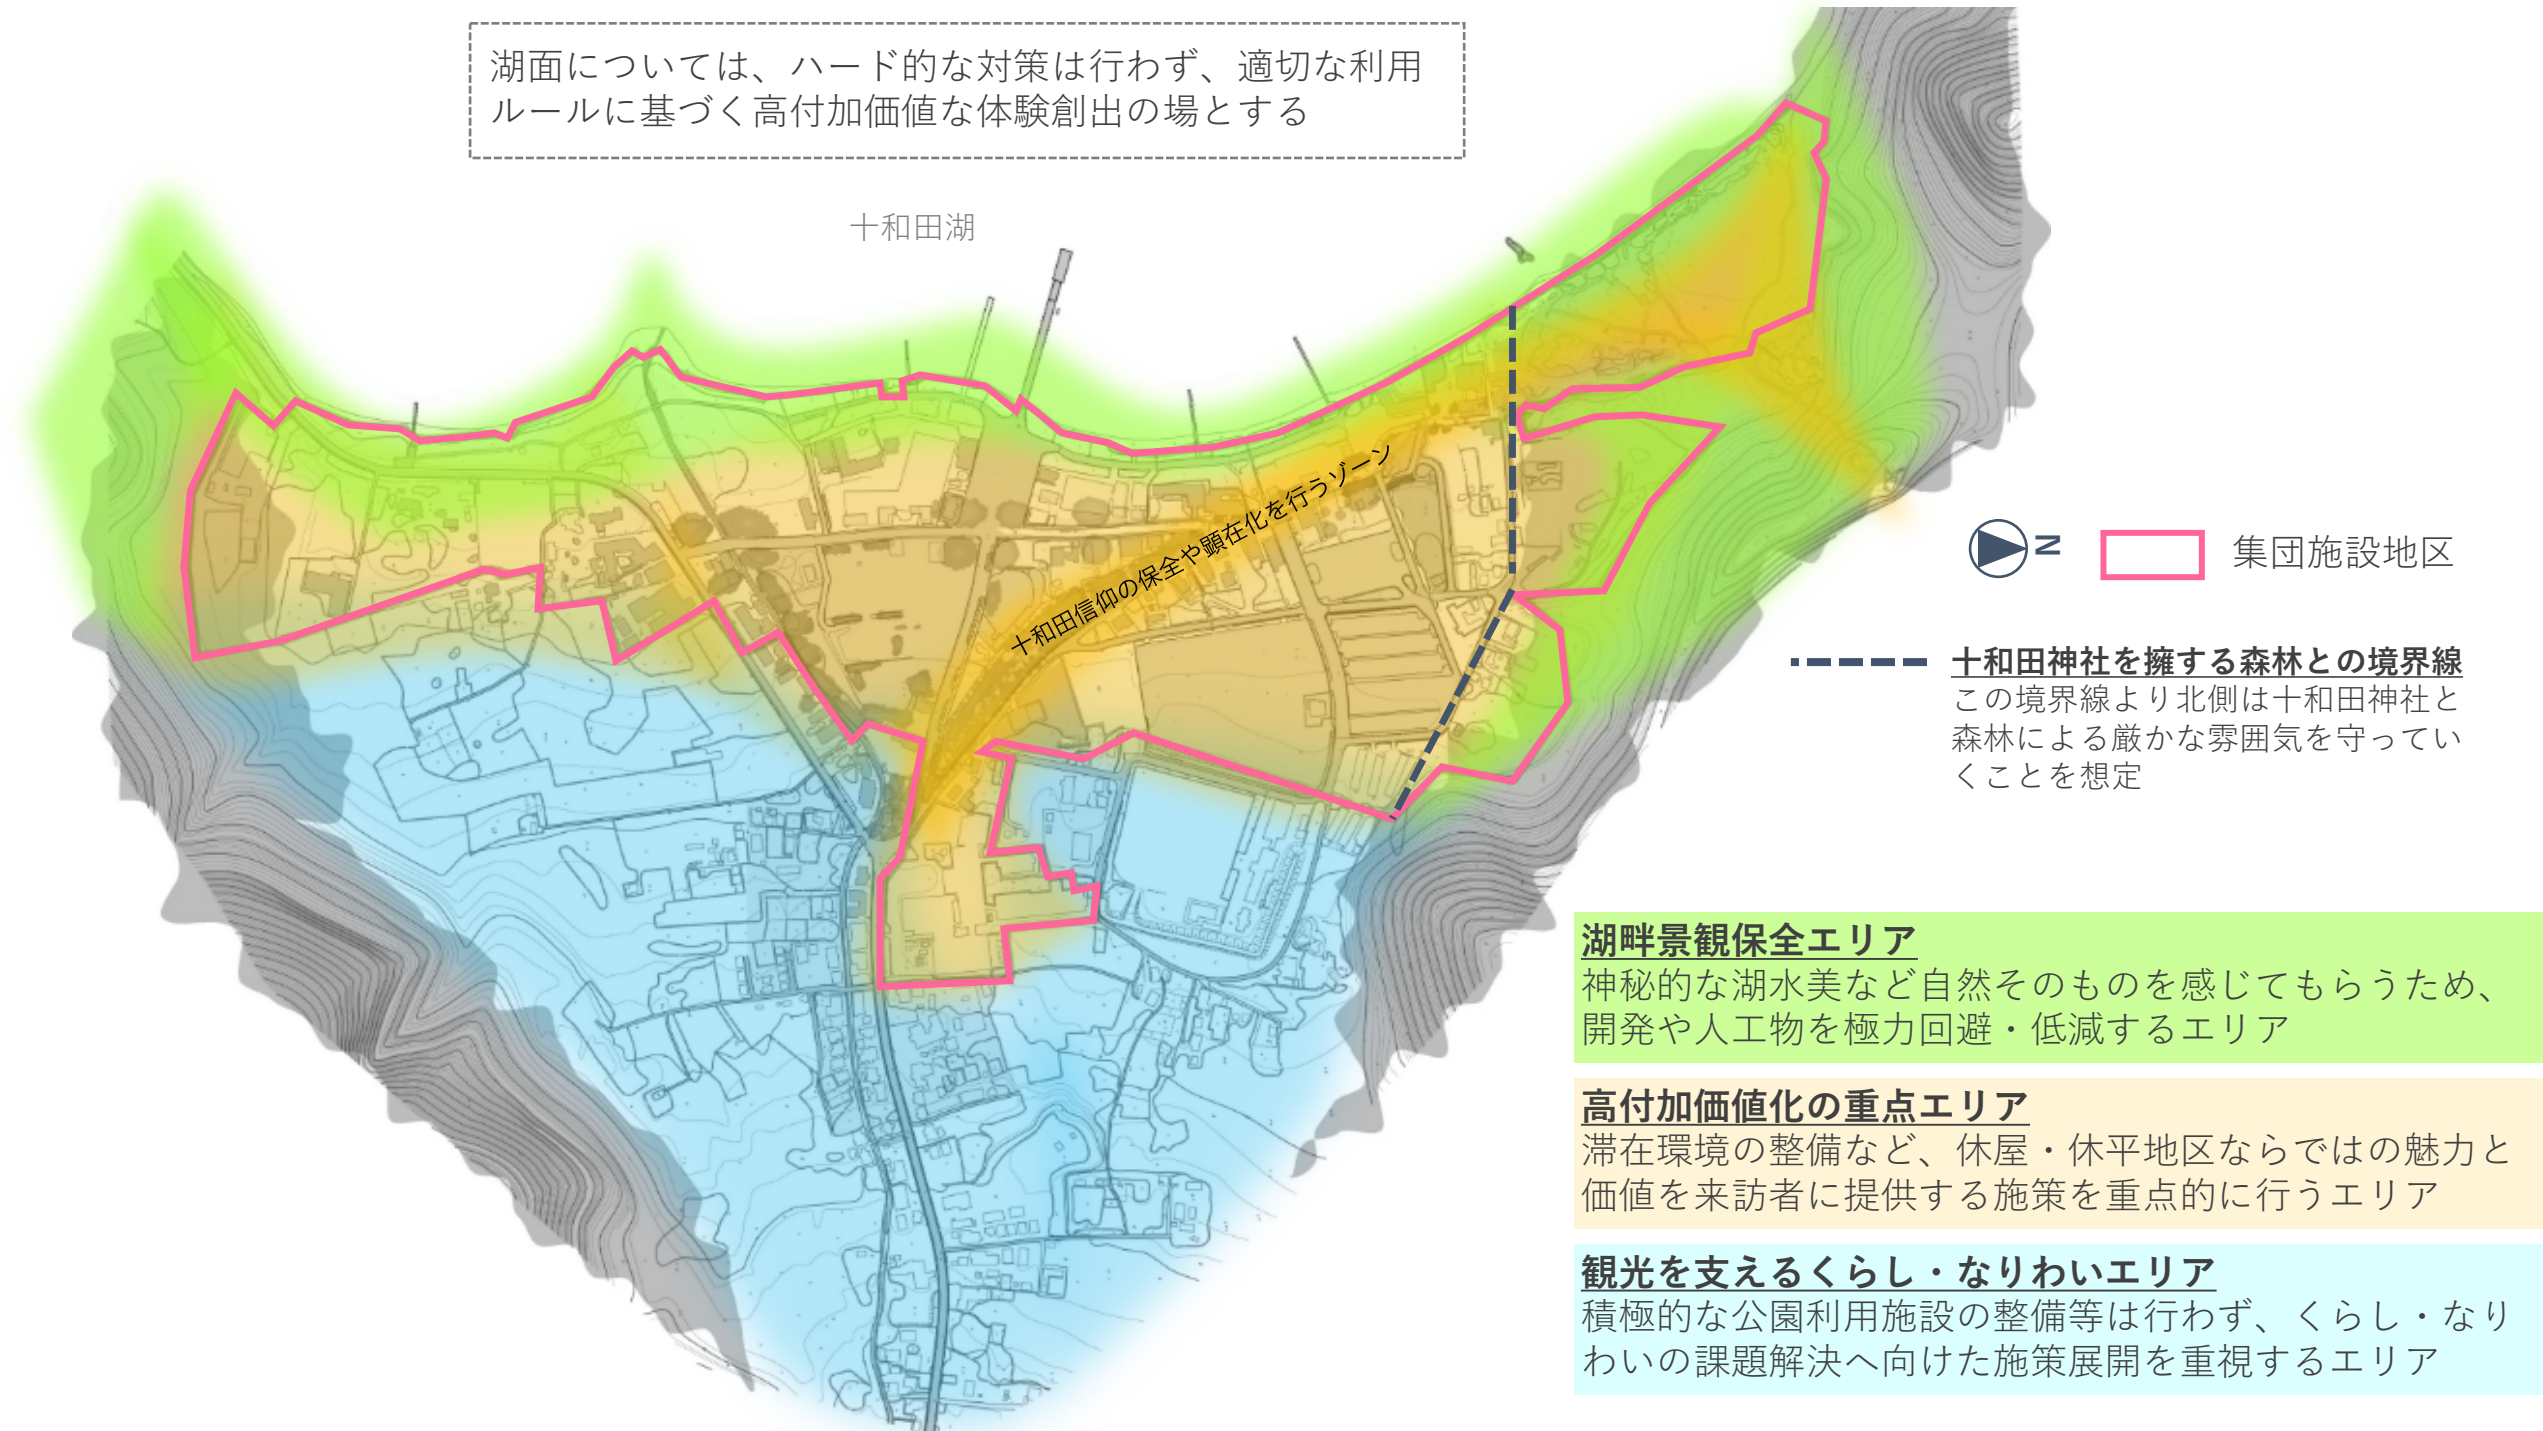 湖面については、ハード的な対策は行わず、適切な利用
ルールに基づく高付加価値な体験創出の場とする
十和田湖
十和田信仰の保全や顕在化を行うゾーン
N
集団施設地区
十和田神社を擁する森林との境界線
この境界線より北側は十和田神社と
森林による厳かな雰囲気を守ってい
くことを想定
湖畔景観保全エリア
神秘的な湖水美など自然そのものを感じてもらうため、
開発や人工物を極力回避・低減するエリア
高付加価値化の重点エリア
滞在環境の整備など、休屋・休平地区ならではの魅力と
価値を来訪者に提供する施策を重点的に行うエリア
観光を支えるくらし・なりわいエリア
積極的な公園利用施設の整備等は行わず、くらし・なり
わいの課題解決へ向けた施策展開を重視するエリア